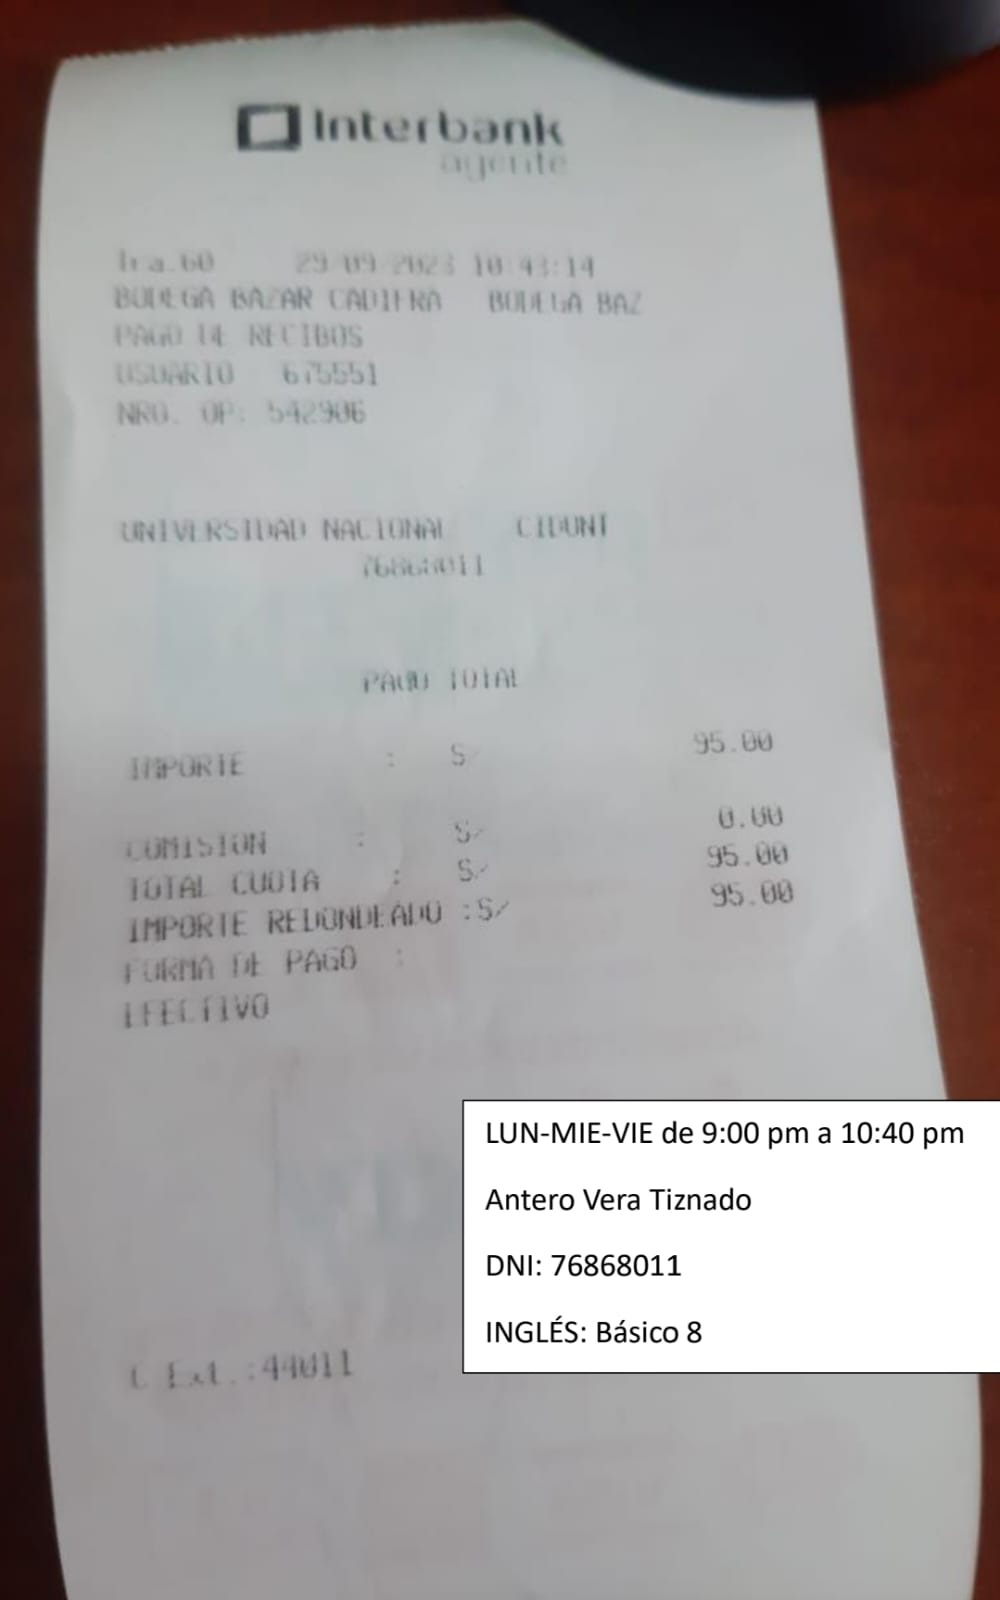 Interbank
agente
Tra.60 29/09/2023 10:43:14
BODEGA BAZAR CADIFRA BODEGA BAZ
PAGO DE RECIBOS
USUARIO 675551
NRO. OP: 542906
UNIVERSIDAD NACIONAL CIDUNT
76868011
PAGO TOTAL
IMPORTE : S/ 95.00
COMISION : S/ 0.00
TOTAL CUOTA : S/ 95.00
IMPORTE REDONDEADO :S/ 95.00
FORMA DE PAGO :
EFECTIVO
LUN-MIE-VIE de 9:00 pm a 10:40 pm
Antero Vera Tiznado
DNI: 76868011
INGLÉS: Básico 8
C Ext.:44011